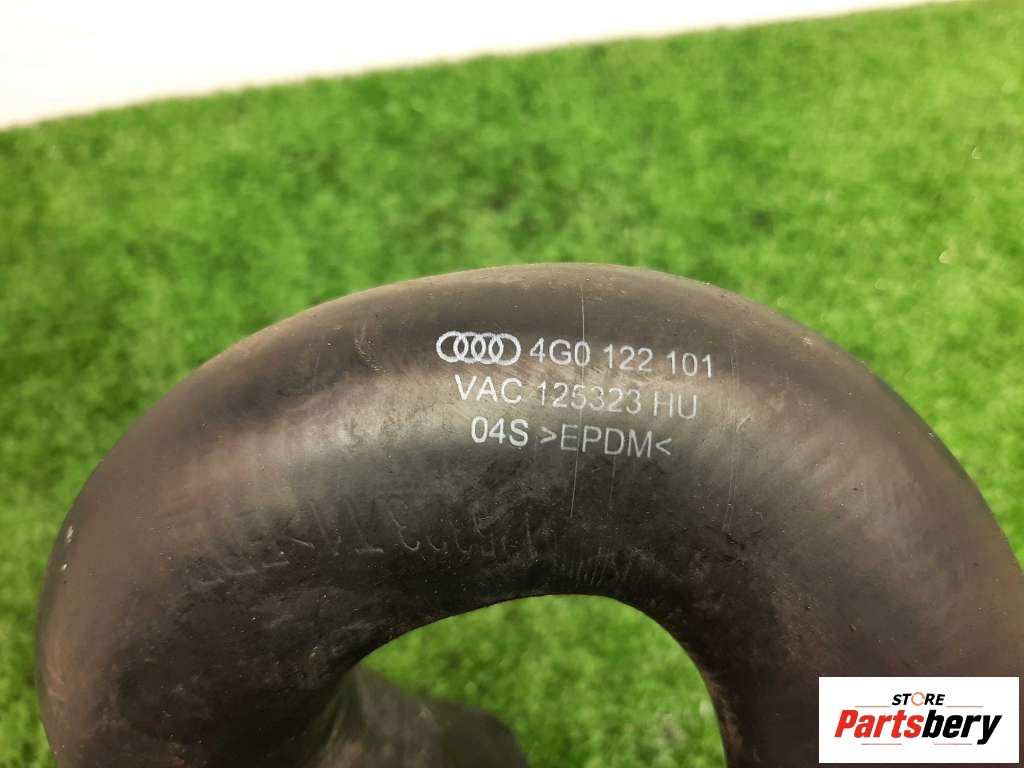 4G0 122 101
VAC 125323 HU
04S >EPDM<
STORE
Partsbery